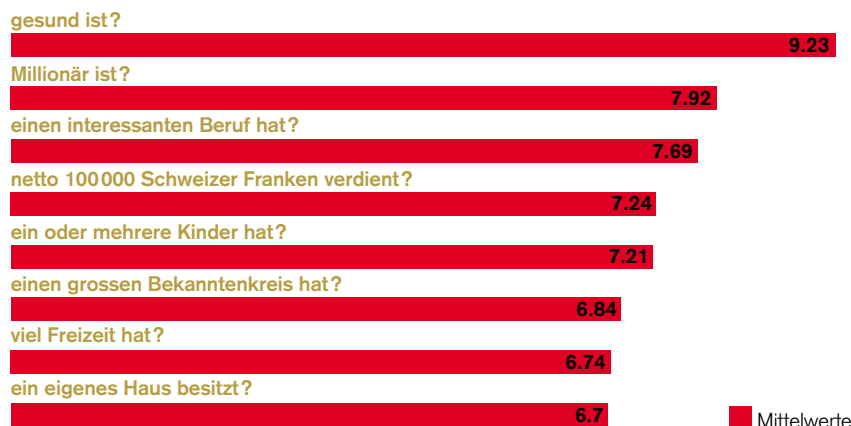 gesund ist?
9.23
Millionär ist?
7.92
einen interessanten Beruf hat?
7.69
netto 100 000 Schweizer Franken verdient?
7.24
ein oder mehrere Kinder hat?
7.21
einen grossen Bekanntenkreis hat?
6.84
viel Freizeit hat?
6.74
ein eigenes Haus besitzt?
6.7
Mittelwerte